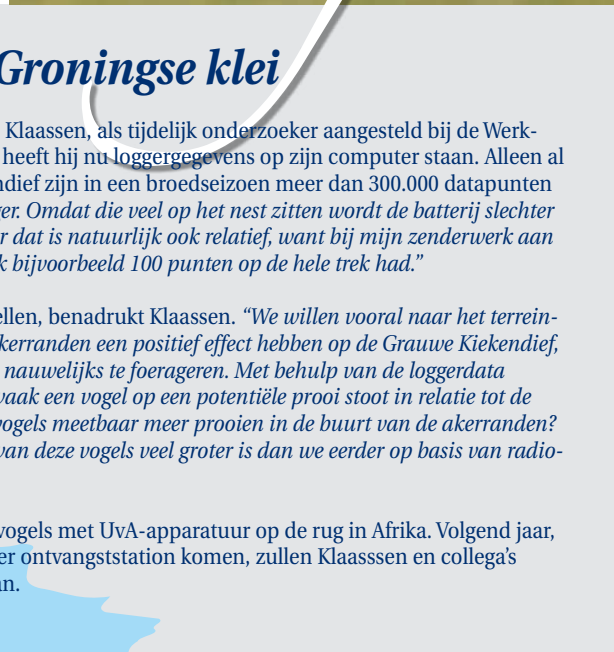 Groningse klei
Klaassen, als tijdelijk onderzoeker aangesteld bij de Werk-
heeft hij nu loggergegevens op zijn computer staan. Alleen al
ndief zijn in een broedseizoen meer dan 300.000 datapunten
er. Omdat die veel op het nest zitten wordt de batterij slechter
r dat is natuurlijk ook relatief, want bij mijn zenderwerk aan
k bijvoorbeeld 100 punten op de hele trek had.”
ellen, benadrukt Klaassen. “We willen vooral naar het terrein-
kerranden een positief effect hebben op de Grauwe Kiekendief,
nauwelijks te foerageren. Met behulp van de loggerdata
vaak een vogel op een potentiële prooi stoot in relatie tot de
vogels meetbaar meer prooien in de buurt van de akerranden?
van deze vogels veel groter is dan we eerder op basis van radio-
vogels met UvA-apparatuur op de rug in Afrika. Volgend jaar,
er ontvangststation komen, zullen Klaasssen en collega’s
an.